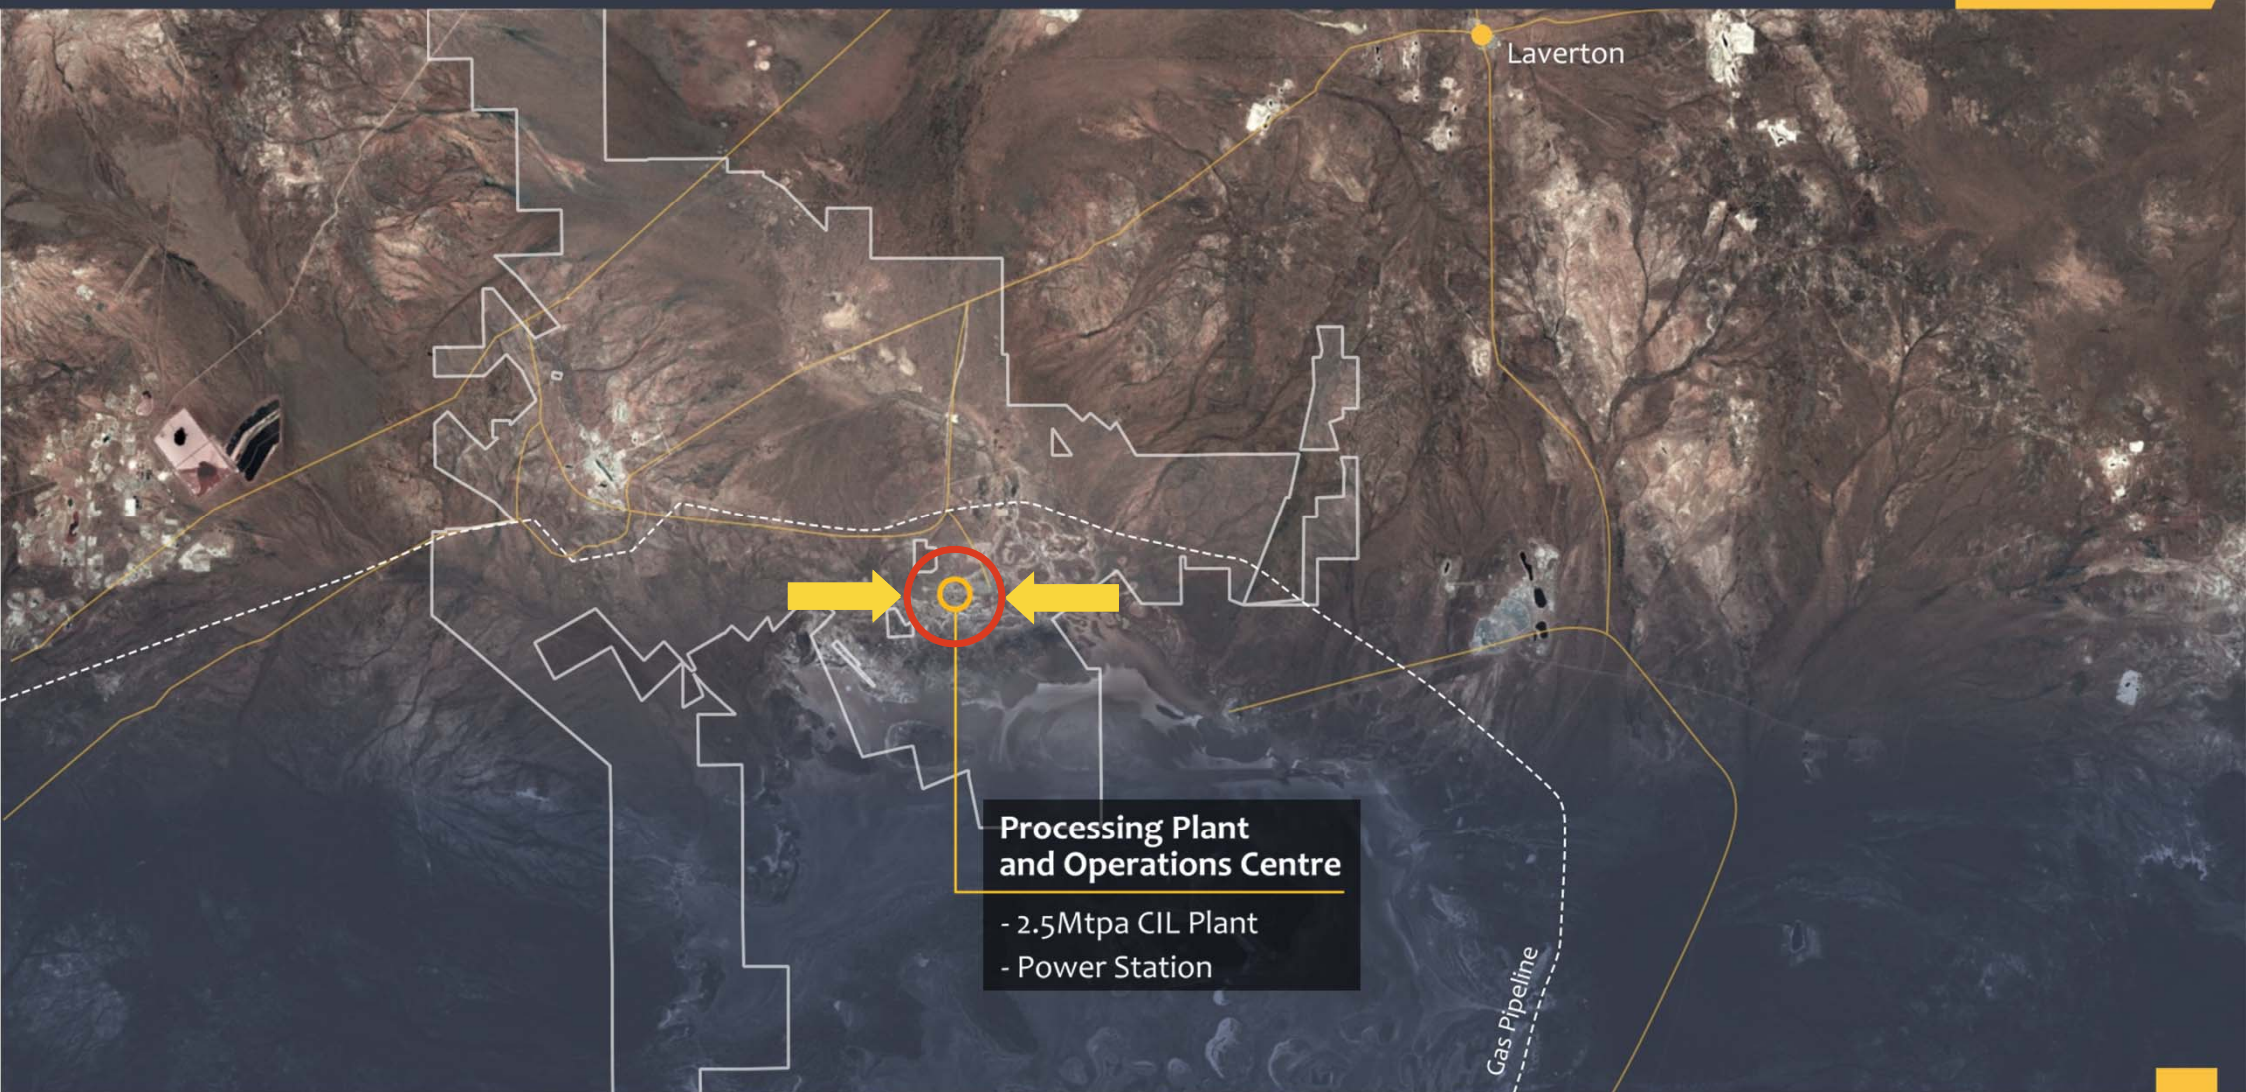 Laverton
Processing Plant
and Operations Centre
- 2.5Mtpa CIL Plant
- Power Station
Gas Pipeline